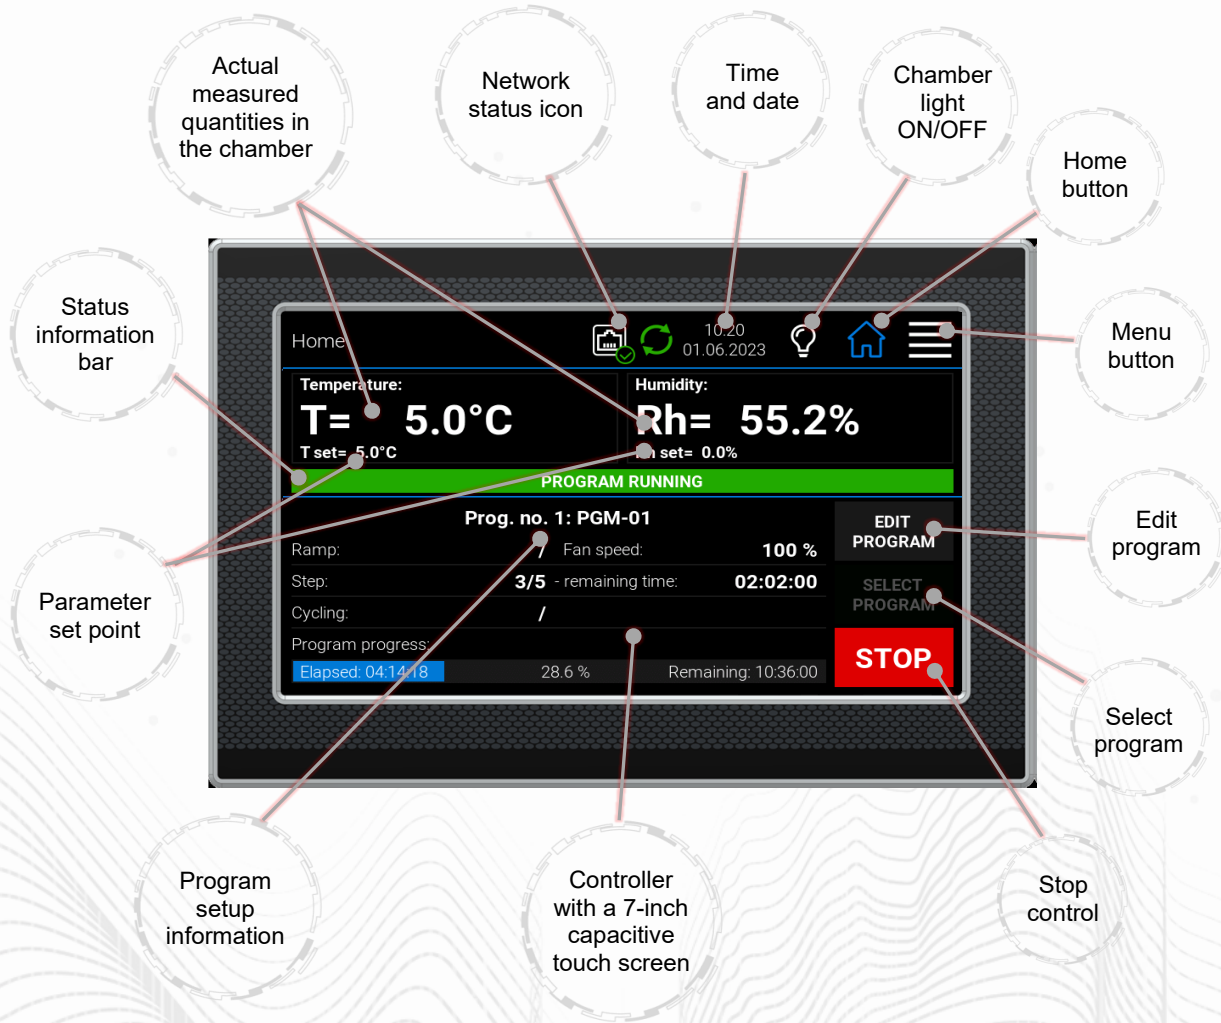 Actual
measured
quantities in
the chamber
Network
status icon
Time
and date
Chamber
light
ON/OFF
Home
button
Status
information
bar
Menu
button
Parameter
set point
Edit
program
Select
program
Program
setup
information
Controller
with a 7-inch
capacitive
touch screen
Stop
control
Home
10:20
01.06.2023
Temperature:
T= 5.0°C
T set= 5.0°C
Humidity:
Rh= 55.2%
Rh set= 0.0%
PROGRAM RUNNING
Prog. no. 1: PGM-01
Ramp: / Fan speed: 100 %
Step: 3/5 - remaining time: 02:02:00
Cycling: /
Program progress:
Elapsed: 04:14:18 28.6 % Remaining: 10:36:00
EDIT
PROGRAM
SELECT
PROGRAM
STOP